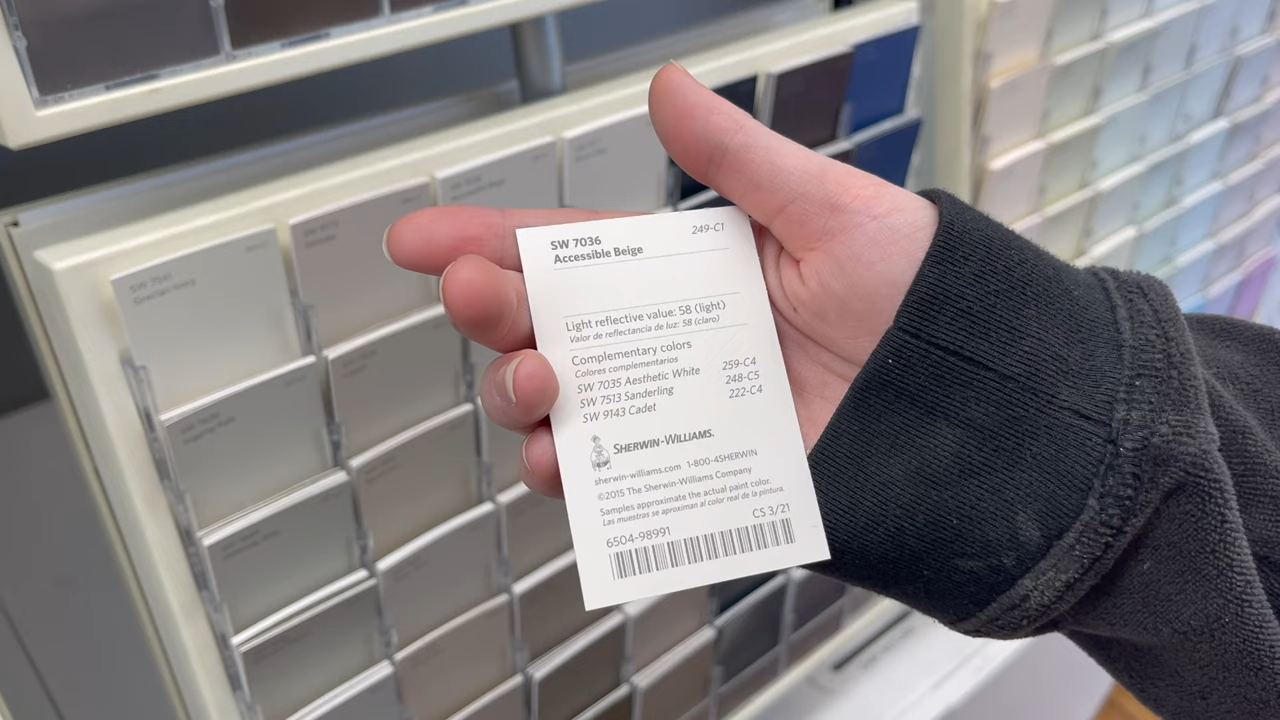 SW 7036 249-C1
Accessible Beige
Light reflective value: 58 (light)
Valor de reflectancia de luz: 58 (claro)
Complementary colors
Colores complementarios
SW 7035 Aesthetic White 259-C4
SW 7513 Sanderling 248-C5
SW 9143 Cadet 222-C4
SHERWIN-WILLIAMS.
sherwin-williams.com 1-800-4SHERWIN
©2015 The Sherwin-Williams Company
Samples approximate the actual paint color.
Las muestras se aproximan al color real de la pintura.
6504-98991 CS 3/21
Grecian Ivory